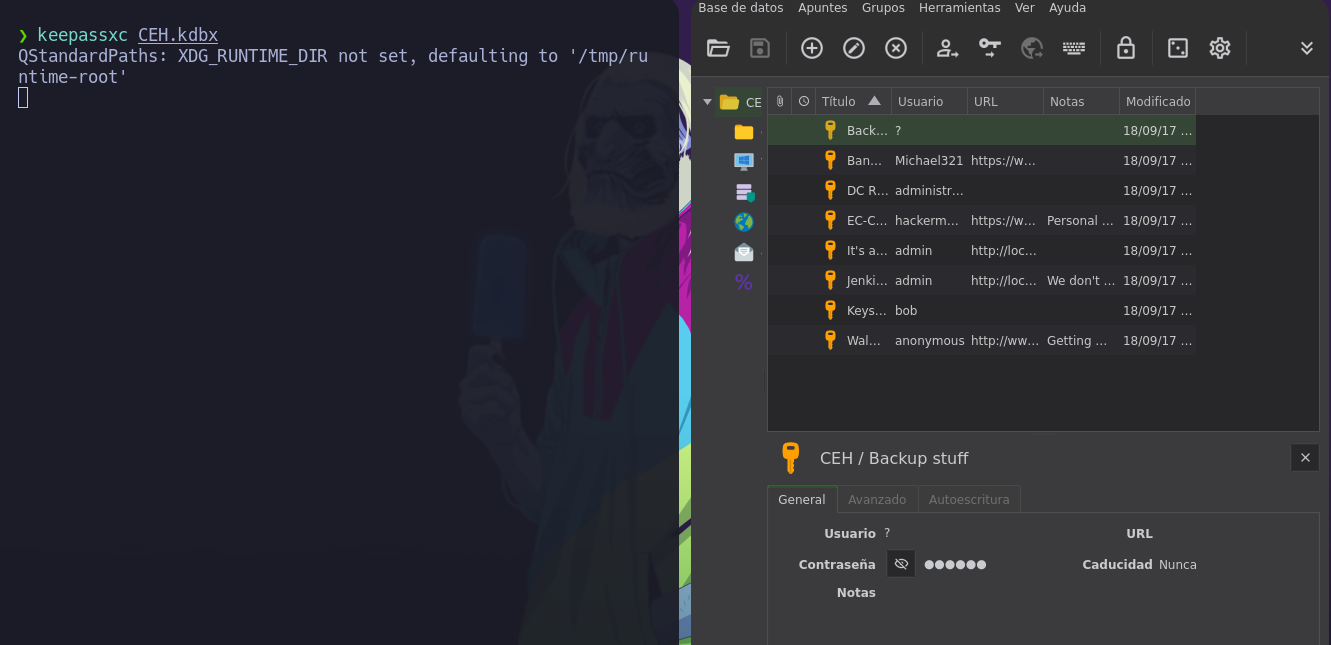 ❯ keepassxc CEH.kdbx
QStandardPaths: XDG_RUNTIME_DIR not set, defaulting to '/tmp/ru
ntime-root'
Base de datos Apuntes Grupos Herramientas Ver Ayuda
CE
Título Usuario URL Notas Modificado
Back... ? 18/09/17 ...
Ban... Michael321 https://w... 18/09/17 ...
DC R... administr... 18/09/17 ...
EC-C... hackerm... https://w... Personal ... 18/09/17 ...
It's a... admin http://loc... 18/09/17 ...
Jenki... admin http://loc... We don't ... 18/09/17 ...
Keys... bob 18/09/17 ...
Wal... anonymous http://ww... Getting ... 18/09/17 ...
CEH / Backup stuff
General Avanzado Autoescritura
Usuario ? URL
Contraseña ●●●●●● Caducidad Nunca
Notas